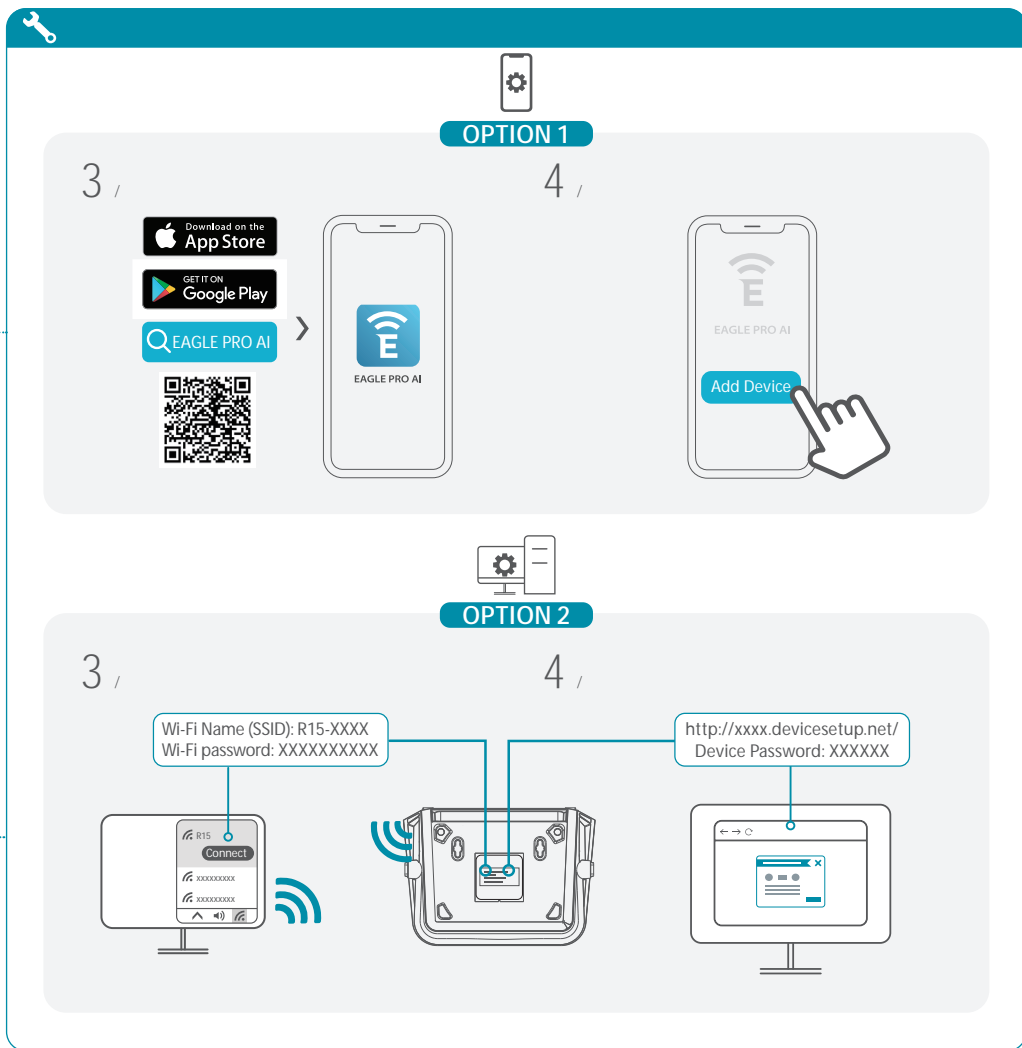 OPTION 1
3 /
Download on the
App Store
GET IT ON
Google Play
EAGLE PRO AI
EAGLE PRO AI
4 /
EAGLE PRO AI
Add Device
OPTION 2
3 /
Wi-Fi Name (SSID): R15-XXXX
Wi-Fi password: XXXXXXXXXX
R15
Connect
xxxxxxxxx
xxxxxxxxx
4 /
http://xxxx.devicesetup.net/
Device Password: XXXXXX